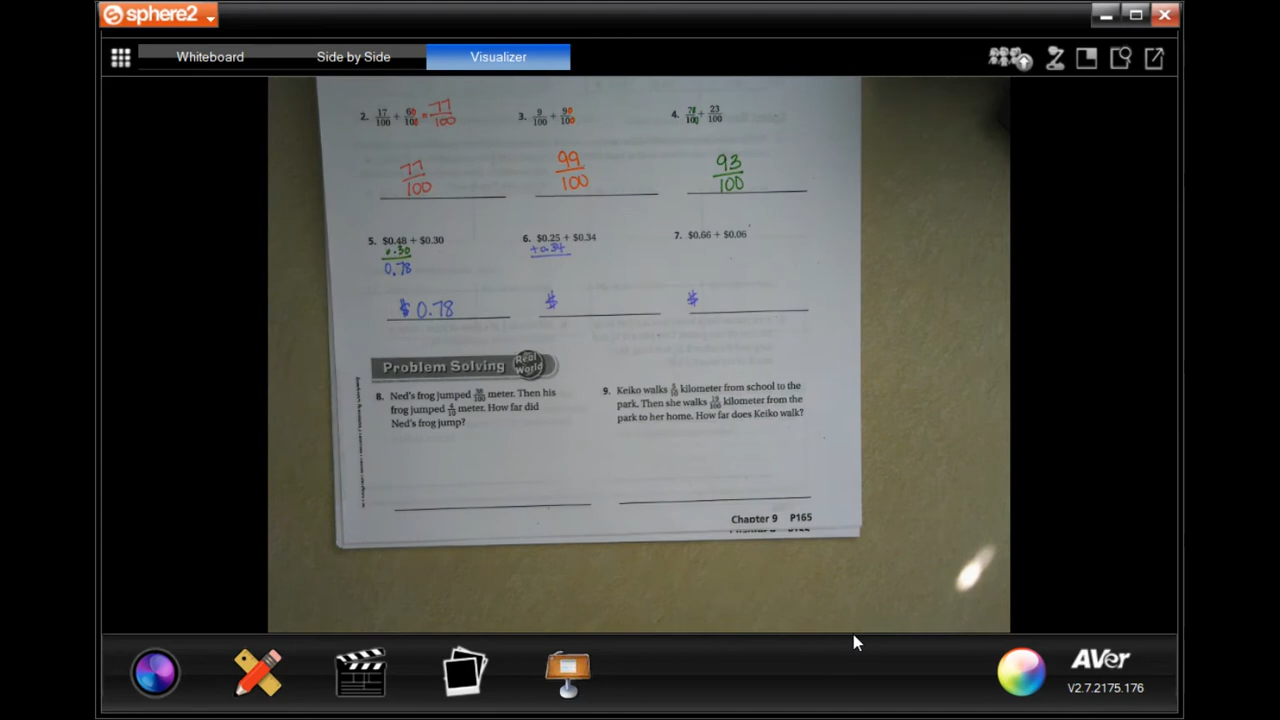 sphere2
Whiteboard Side by Side Visualizer
2. 17/100 + 60/100 = 77/100
3. 9/100 + 90/100
4. 70/100 + 23/100
77/100
99/100
93/100
5. $0.48 + $0.30
0.30
0.78
6. $0.25 + $0.34
+0.34
7. $0.66 + $0.06
$ 0.78
$
$
Problem Solving Real World
8. Ned's frog jumped 38/100 meter. Then his
frog jumped 4/10 meter. How far did
Ned's frog jump?
9. Keiko walks /10 kilometer from school to the
park. Then she walks 19/100 kilometer from the
park to her home. How far does Keiko walk?
Chapter 9 P165
AVer
V2.7.2175.176